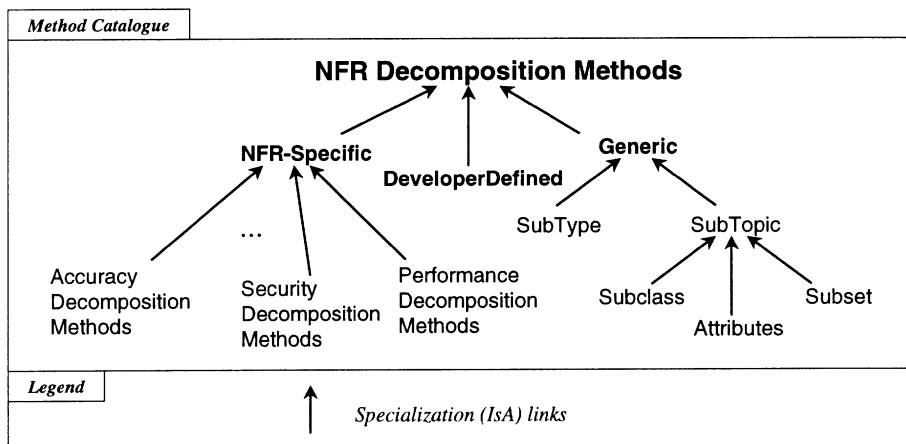 Method Catalogue
NFR Decomposition Methods
NFR-Specific
DeveloperDefined
Generic
SubType
SubTopic
...
Accuracy
Decomposition
Methods
Security
Decomposition
Methods
Performance
Decomposition
Methods
Subclass
Attributes
Subset
Legend
Specialization (IsA) links